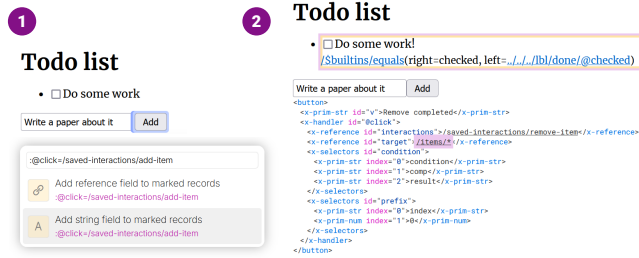 1
Todo list
Do some work
Write a paper about it Add
:@click=/saved-interactions/add-item
Add reference field to marked records
:@click=/saved-interactions/add-item
A Add string field to marked records
:@click=/saved-interactions/add-item
2
Todo list
Do some work!
/$builtins/equals(right=checked, left=../../../lbl/done/@checked)
Write a paper about it Add
<button>
<x-prim-str id="v">Remove completed</x-prim-str>
<x-handler id="@click">
<x-reference id="interactions">/saved-interactions/remove-item</x-reference>
<x-reference id="target">/items/*</x-reference>
<x-selectors id="condition">
<x-prim-str index="0">condition</x-prim-str>
<x-prim-str index="1">comp</x-prim-str>
<x-prim-str index="2">result</x-prim-str>
</x-selectors>
<x-selectors id="prefix">
<x-prim-str index="0">index</x-prim-str>
<x-prim-num index="1">0</x-prim-num>
</x-selectors>
</x-handler>
</button>